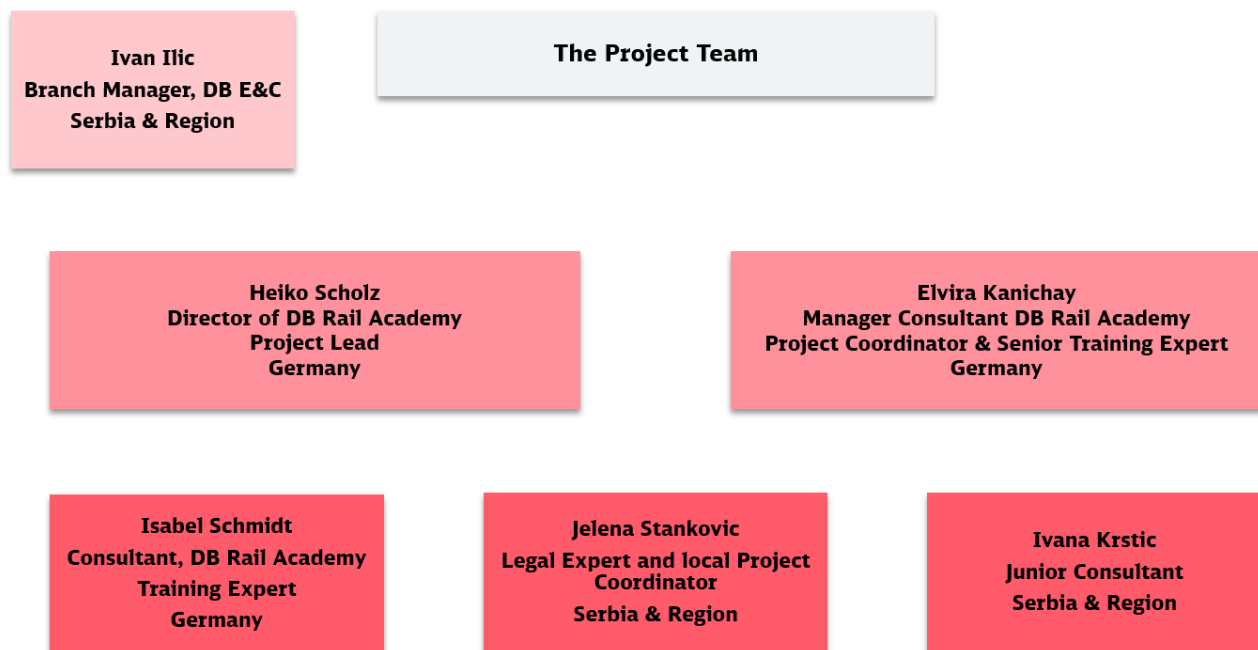 Ivan Ilic
Branch Manager, DB E&C
Serbia & Region
The Project Team
Heiko Scholz
Director of DB Rail Academy
Project Lead
Germany
Elvira Kanichay
Manager Consultant DB Rail Academy
Project Coordinator & Senior Training Expert
Germany
Isabel Schmidt
Consultant, DB Rail Academy
Training Expert
Germany
Jelena Stankovic
Legal Expert and local Project
Coordinator
Serbia & Region
Ivana Krstic
Junior Consultant
Serbia & Region